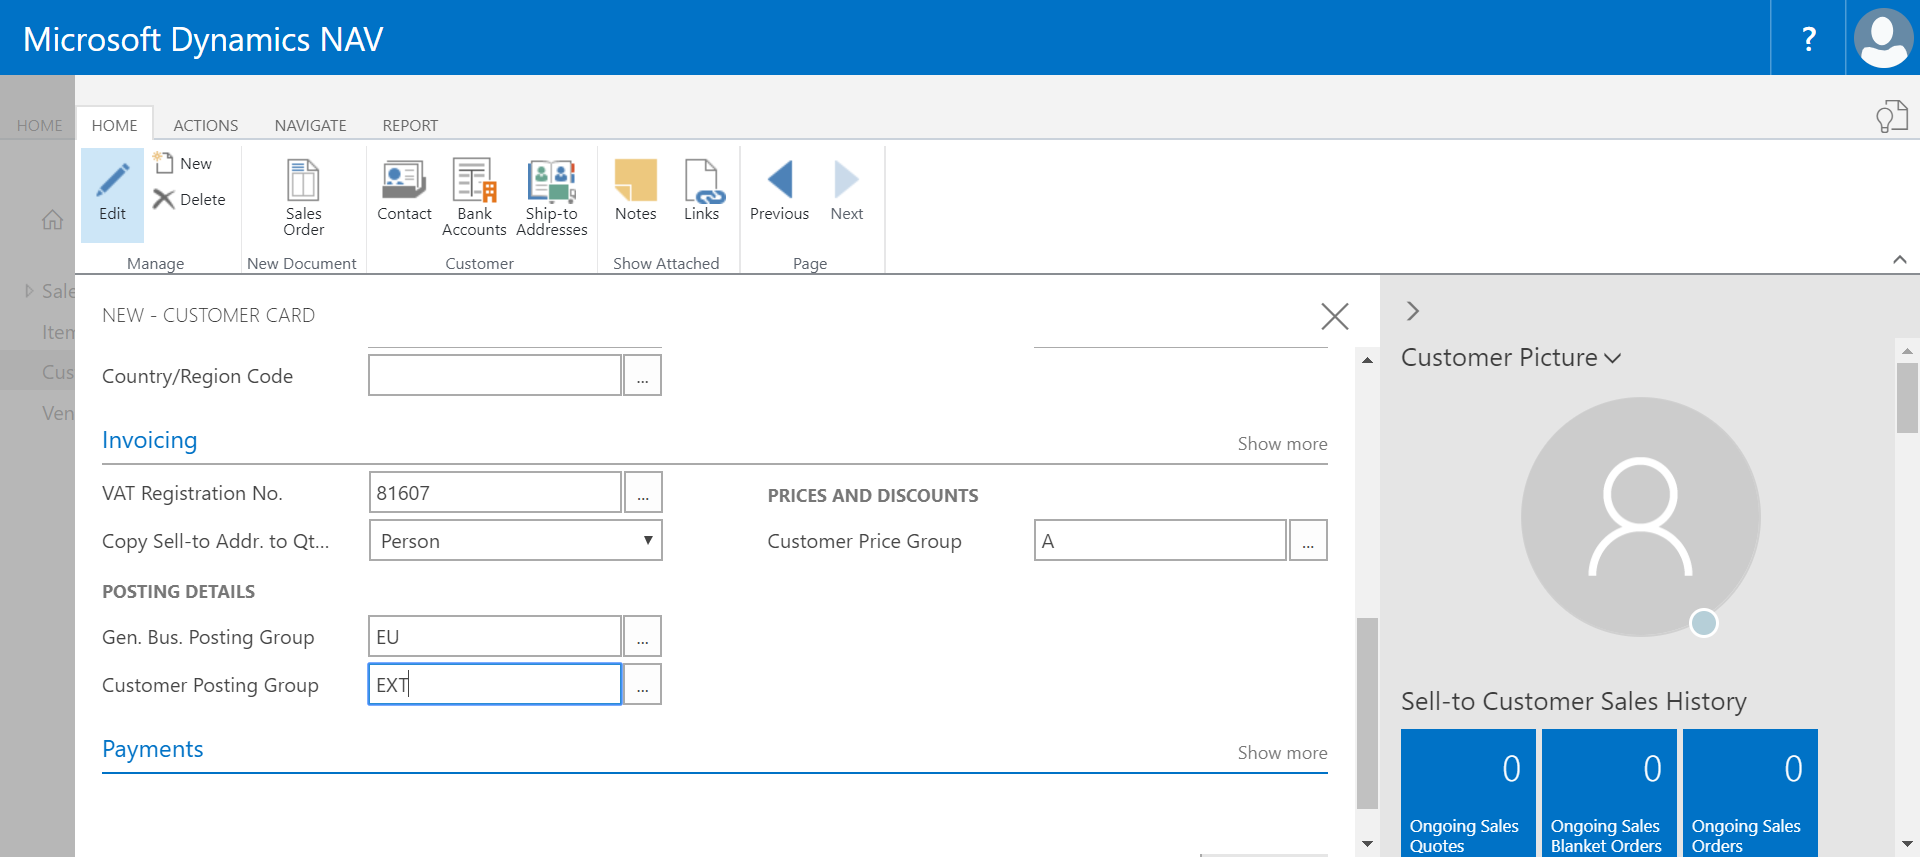 Microsoft Dynamics NAV
?
HOME
HOME
ACTIONS
NAVIGATE
REPORT
Edit
New
Delete
Sales
Order
Contact
Bank
Accounts
Ship-to
Addresses
Notes
Links
Previous
Next
Manage
New Document
Customer
Show Attached
Page
Sale
Item
Cus
Ven
NEW - CUSTOMER CARD
Country/Region Code
...
Invoicing
Show more
VAT Registration No.
81607
...
PRICES AND DISCOUNTS
Copy Sell-to Addr. to Qt...
Person
Customer Price Group
A
...
POSTING DETAILS
Gen. Bus. Posting Group
EU
...
Customer Posting Group
EXT
...
Payments
Show more
Customer Picture
Sell-to Customer Sales History
0
Ongoing Sales
Quotes
0
Ongoing Sales
Blanket Orders
0
Ongoing Sales
Orders